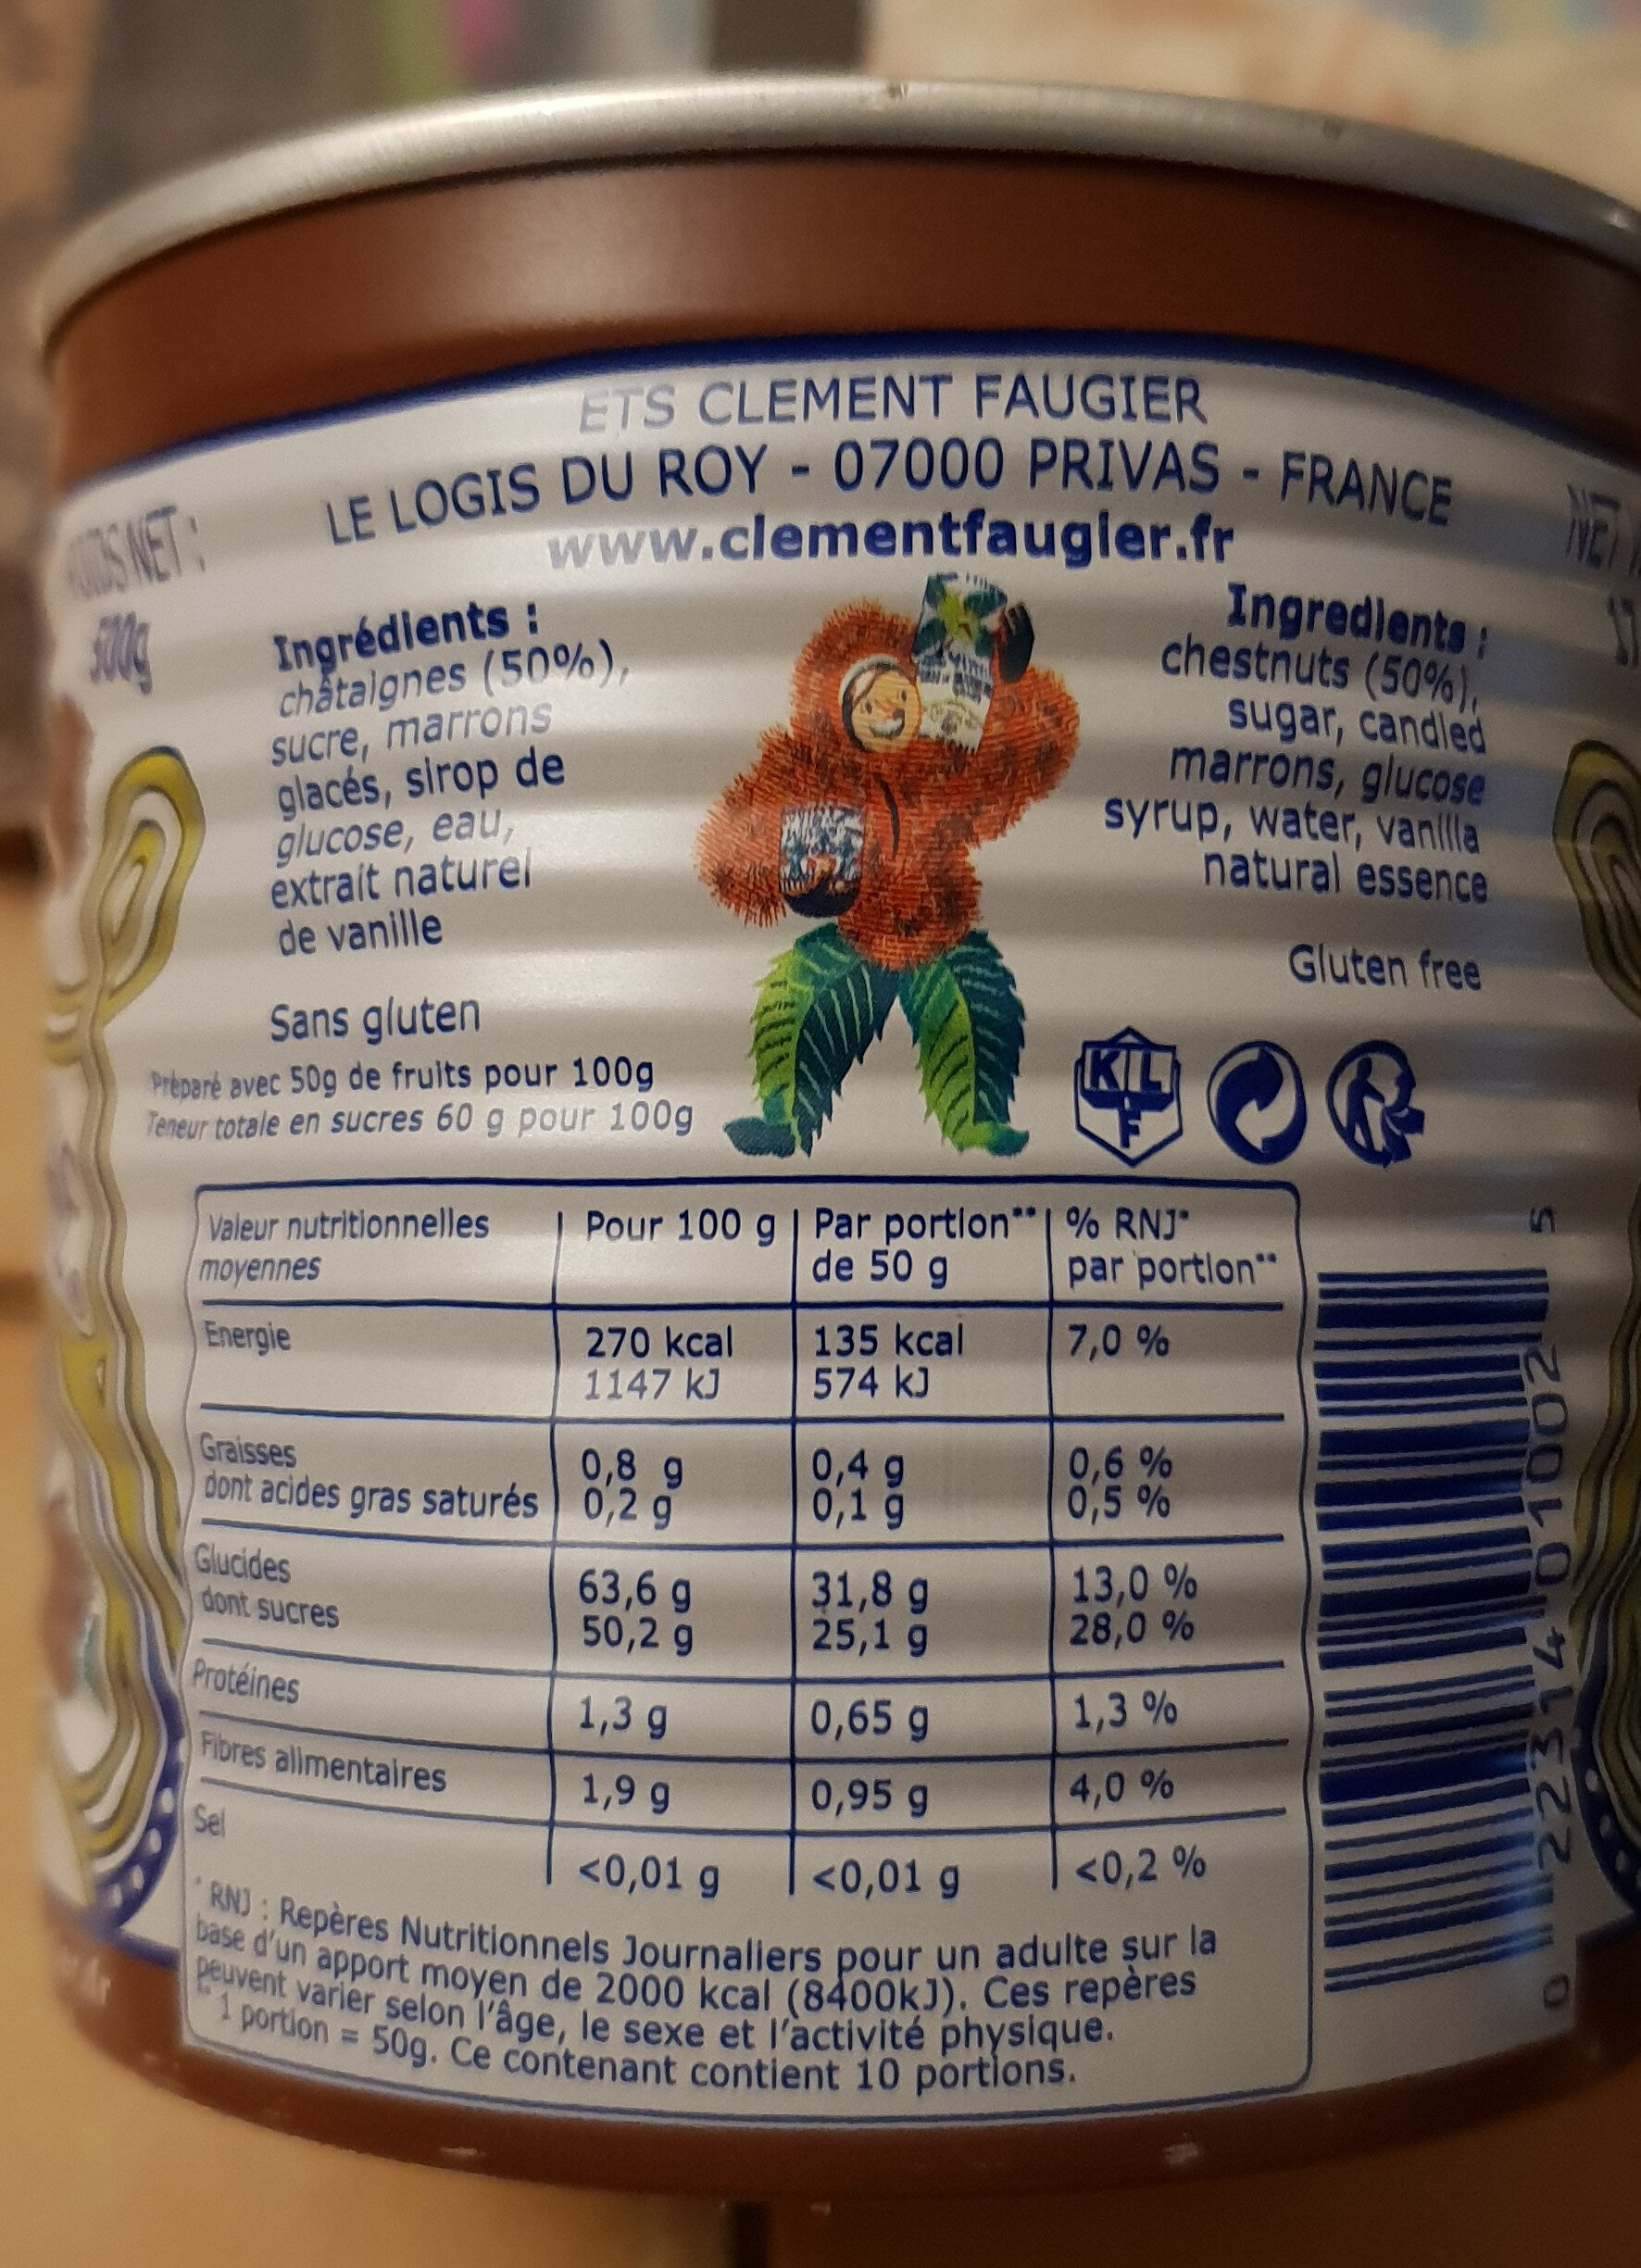 ETS CLEMENT FAUGIER
LE LOGIS DU ROY - 07000 PRIVAS - FRANCE
www.clementfaugier.fr
NET :
500g
Ingrédients :
châtaignes (50%),
sucre, marrons
glacés, sirop de
glucose, eau,
extrait naturel
de vanille
Sans gluten
Préparé avec 50g de fruits pour 100g
Teneur totale en sucres 60 g pour 100g
Ingredients :
chestnuts (50%),
sugar, candied
marrons, glucose
syrup, water, vanilla
natural essence
Gluten free
NET
KIL
F
Valeur nutritionnelles moyennes | Pour 100 g | Par portion** de 50 g | % RNJ* par portion**
Energie | 270 kcal | 135 kcal | 7,0 %
1147 kJ | 574 kJ
Graisses | 0,8 g | 0,4 g | 0,6 %
dont acides gras saturés | 0,2 g | 0,1 g | 0,5 %
Glucides | 63,6 g | 31,8 g | 13,0 %
dont sucres | 50,2 g | 25,1 g | 28,0 %
Protéines | 1,3 g | 0,65 g | 1,3 %
Fibres alimentaires | 1,9 g | 0,95 g | 4,0 %
Sel | <0,01 g | <0,01 g | <0,2 %
* RNJ : Repères Nutritionnels Journaliers pour un adulte sur la
base d'un apport moyen de 2000 kcal (8400kJ). Ces repères
peuvent varier selon l'âge, le sexe et l'activité physique.
** 1 portion = 50g. Ce contenant contient 10 portions.
0 22314 01002 5